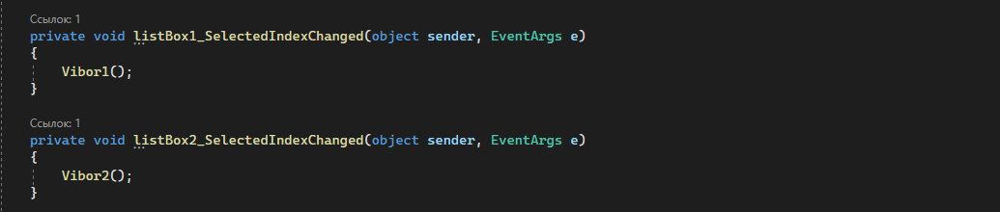 Ссылок: 1
private void listBox1_SelectedIndexChanged(object sender, EventArgs e)
{
Vibor1();
}
Ссылок: 1
private void listBox2_SelectedIndexChanged(object sender, EventArgs e)
{
Vibor2();
}